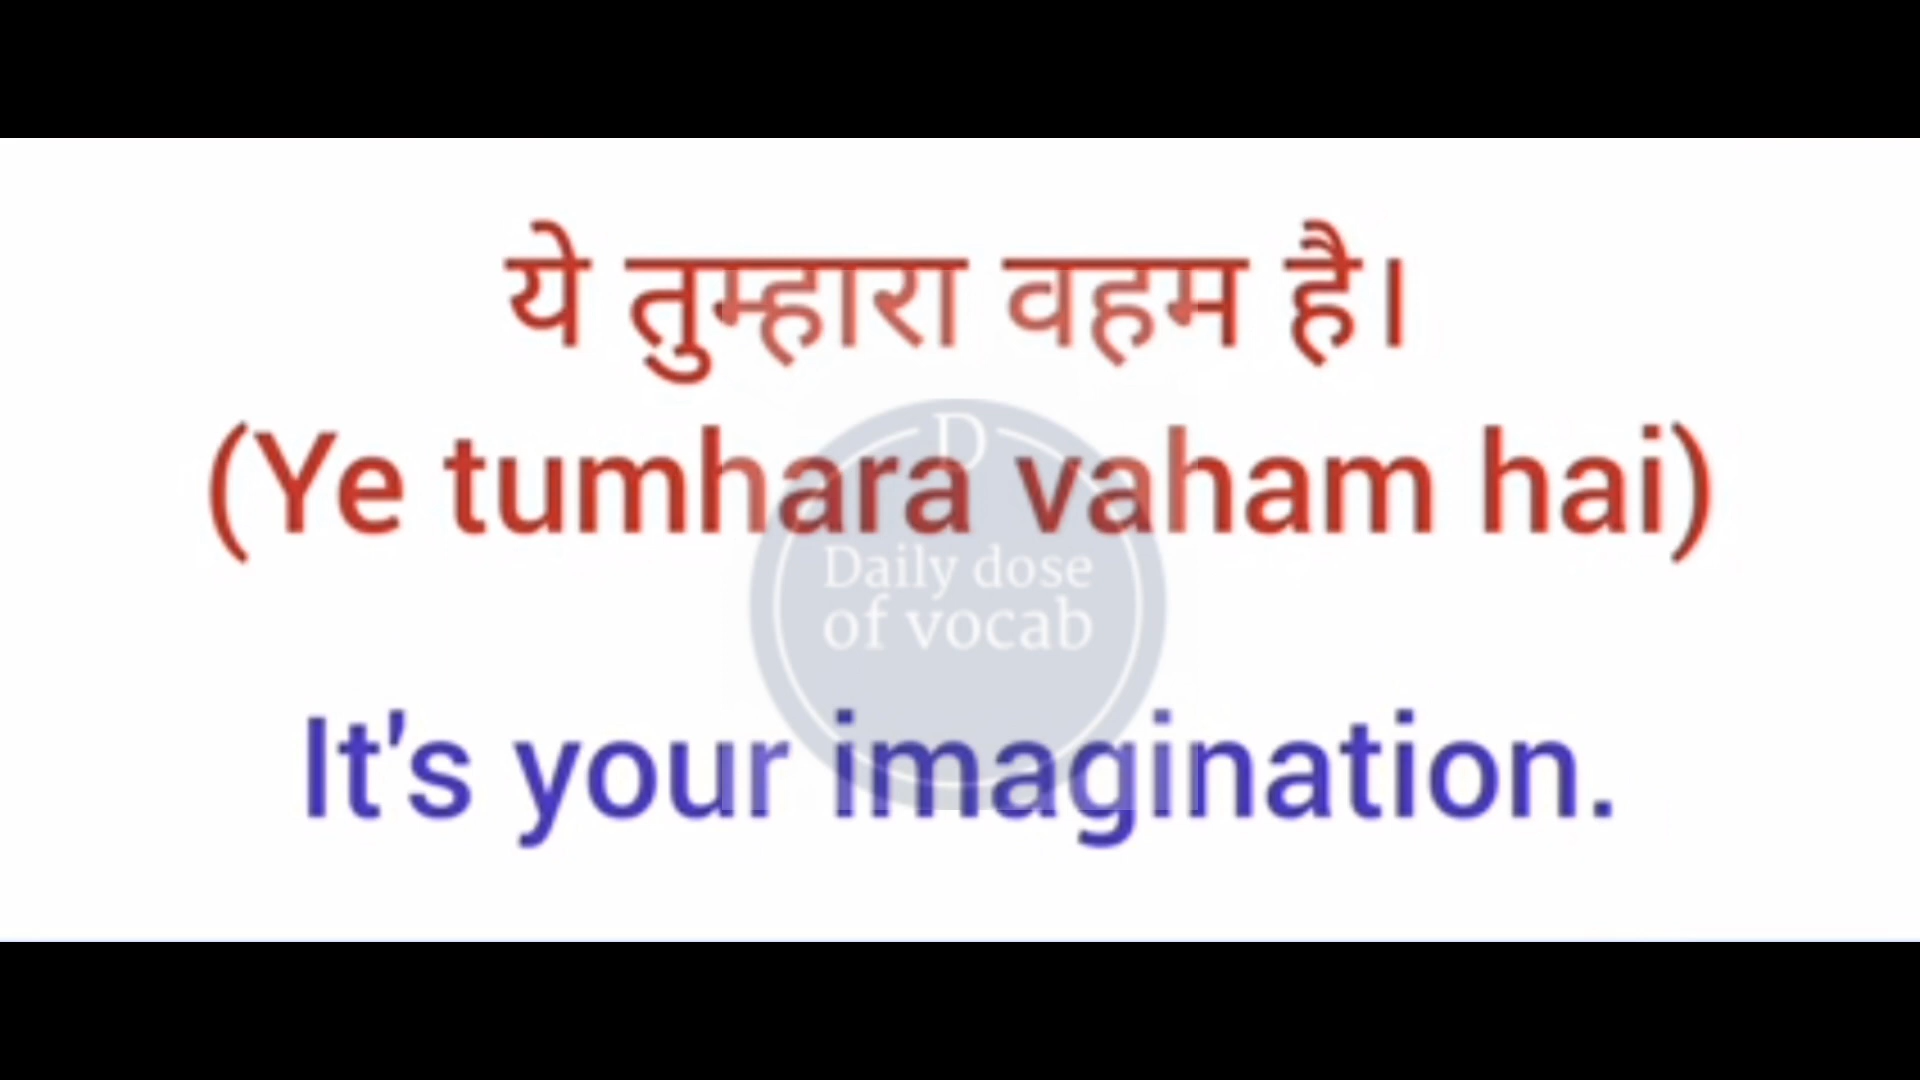 ये तुम्हारा वहम है।
(Ye tumhara vaham hai)
D
Daily dose
of vocab
It's your imagination.